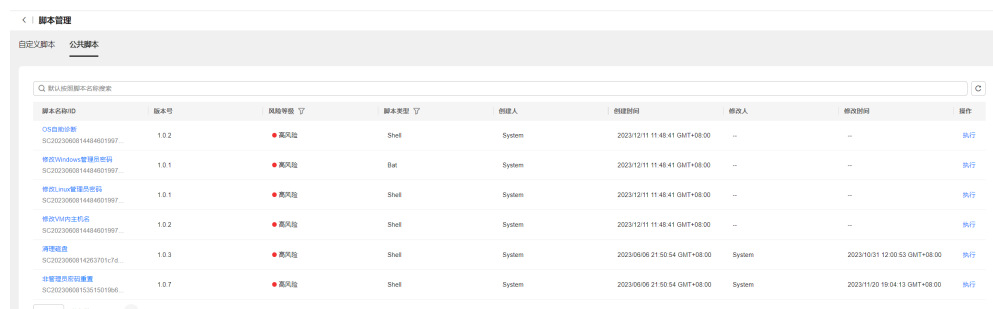 脚本管理
自定义脚本 公共脚本
默认按照脚本名称搜索
脚本名称/ID 版本号 风险等级 脚本类型 创建人 创建时间 修改人 修改时间 操作
OS自助诊断 1.0.2 高风险 Shell System 2023/12/11 11:48:41 GMT+08:00 -- -- 执行
SC2023060814484601997...
修改Windows管理员密码 1.0.1 高风险 Bat System 2023/12/11 11:48:41 GMT+08:00 -- -- 执行
SC2023060814484601997...
修改Linux管理员密码 1.0.1 高风险 Shell System 2023/12/11 11:48:41 GMT+08:00 -- -- 执行
SC2023060814484601997...
修改VM内主机名 1.0.2 高风险 Shell System 2023/12/11 11:48:41 GMT+08:00 -- -- 执行
SC2023060814484601997...
清理磁盘 1.0.3 高风险 Shell System 2023/06/06 21:50:54 GMT+08:00 System 2023/10/31 12:00:53 GMT+08:00 执行
SC2023060814263701c7d...
非管理员密码重置 1.0.7 高风险 Shell System 2023/06/06 21:50:54 GMT+08:00 System 2023/11/20 19:04:13 GMT+08:00 执行
SC20230608153515019b6...